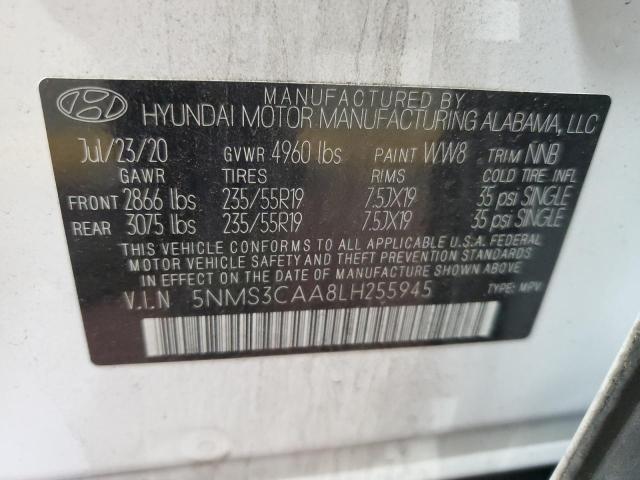 MANUFACTURED BY
HYUNDAI MOTOR MANUFACTURING ALABAMA, LLC
Jul/23/20 GVWR 4960 lbs PAINT WW8 TRIM NNB
GAWR TIRES RIMS COLD TIRE INFL
FRONT 2866 lbs 235/55R19 7.5JX19 35 psi SINGLE
REAR 3075 lbs 235/55R19 7.5JX19 35 psi SINGLE
THIS VEHICLE CONFORMS TO ALL APPLICABLE U.S.A. FEDERAL
MOTOR VEHICLE SAFETY AND THEFT PREVENTION STANDARDS
IN EFFECT ON THE DATE OF MANUFACTURE SHOWN ABOVE.
V.I.N 5NMS3CAA8LH255945 TYPE: MPV